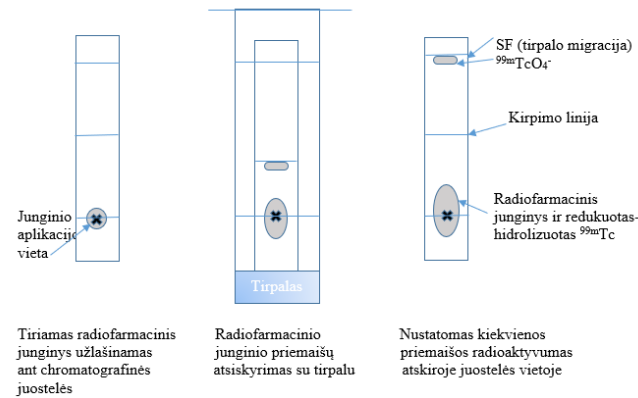 SF (tirpalo migracija)
99mTcO4-
Kirpimo linija
Junginio
aplikacijo
vieta
Radiofarmacinis
junginys ir redukuotas-
hidrolizuotas 99mTc
Tirpalas
Tiriamas radiofarmacinis
junginys užlašinamas
ant chromatografinės
juostelės
Radiofarmacinio
junginio priemaišų
atsiskyrimas su tirpalu
Nustatomas kiekvienos
priemaišos radioaktyvumas
atskiroje juostelės vietoje